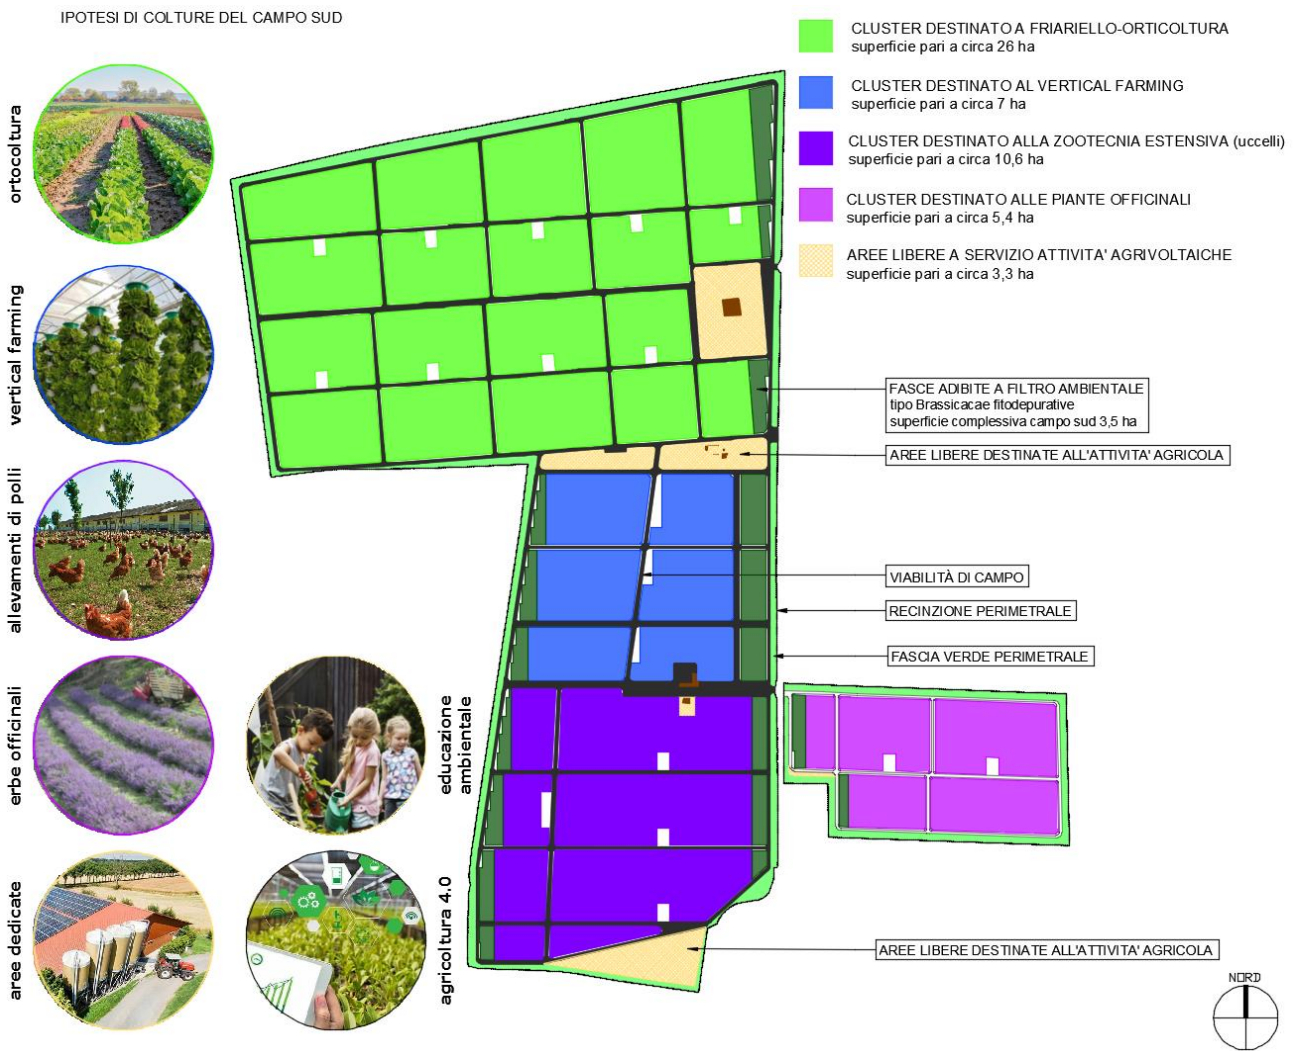 IPOTESI DI COLTURE DEL CAMPO SUD
ortocoltura
vertical farming
allevamenti di polli
erbe officinali
aree dedicate
educazione
ambientale
agricoltura 4.0
CLUSTER DESTINATO A FRIARIELLO-ORTICOLTURA
superficie pari a circa 26 ha
CLUSTER DESTINATO AL VERTICAL FARMING
superficie pari a circa 7 ha
CLUSTER DESTINATO ALLA ZOOTECNIA ESTENSIVA (uccelli)
superficie pari a circa 10,6 ha
CLUSTER DESTINATO ALLE PIANTE OFFICINALI
superficie pari a circa 5,4 ha
AREE LIBERE A SERVIZIO ATTIVITA' AGRIVOLTAICHE
superficie pari a circa 3,3 ha
FASCE ADIBITE A FILTRO AMBIENTALE
tipo Brassicacae fitodepurative
superficie complessiva campo sud 3,5 ha
AREE LIBERE DESTINATE ALL'ATTIVITA' AGRICOLA
VIABILITÀ DI CAMPO
RECINZIONE PERIMETRALE
FASCIA VERDE PERIMETRALE
AREE LIBERE DESTINATE ALL'ATTIVITA' AGRICOLA
NORD